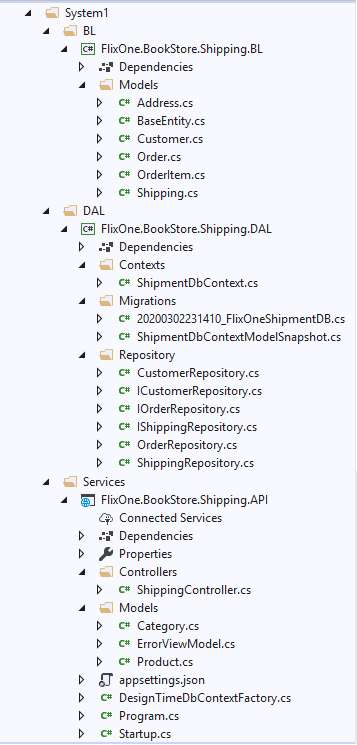 System1
BL
C# FlixOne.BookStore.Shipping.BL
Dependencies
Models
C# Address.cs
C# BaseEntity.cs
C# Customer.cs
C# Order.cs
C# OrderItem.cs
C# Shipping.cs
DAL
C# FlixOne.BookStore.Shipping.DAL
Dependencies
Contexts
C# ShipmentDbContext.cs
Migrations
C# 20200302231410_FlixOneShipmentDB.cs
C# ShipmentDbContextModelSnapshot.cs
Repository
C# CustomerRepository.cs
C# ICustomerRepository.cs
C# IOrderRepository.cs
C# IShippingRepository.cs
C# OrderRepository.cs
C# ShippingRepository.cs
Services
FlixOne.BookStore.Shipping.API
Connected Services
Dependencies
Properties
Controllers
C# ShippingController.cs
Models
C# Category.cs
C# ErrorViewModel.cs
C# Product.cs
appsettings.json
C# DesignTimeDbContextFactory.cs
C# Program.cs
C# Startup.cs